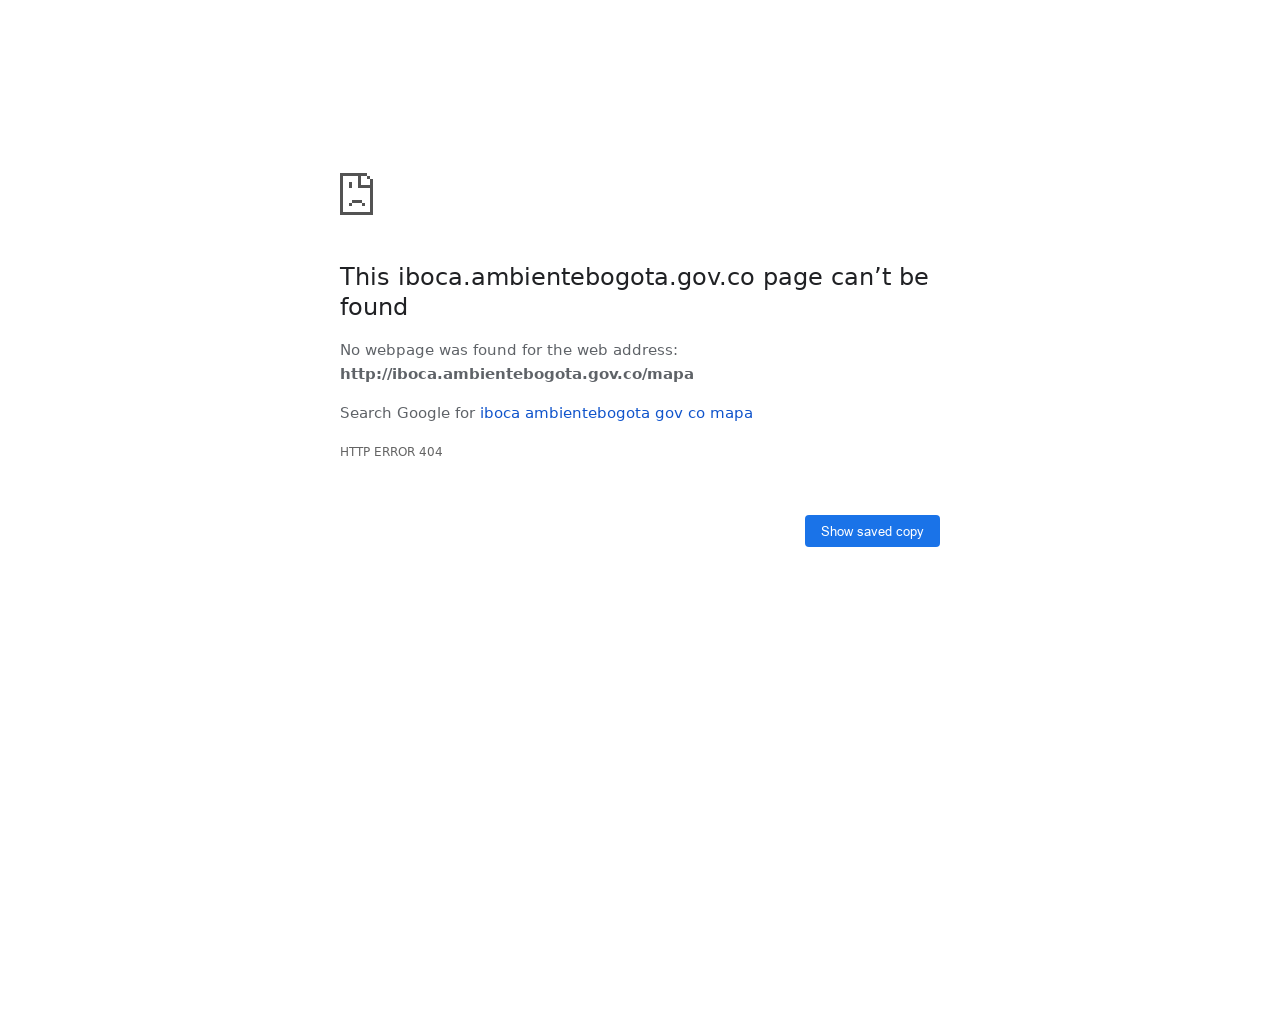 This iboca.ambientebogota.gov.co page can’t be
found
No webpage was found for the web address:
http://iboca.ambientebogota.gov.co/mapa
Search Google for iboca ambientebogota gov co mapa
HTTP ERROR 404
Show saved copy